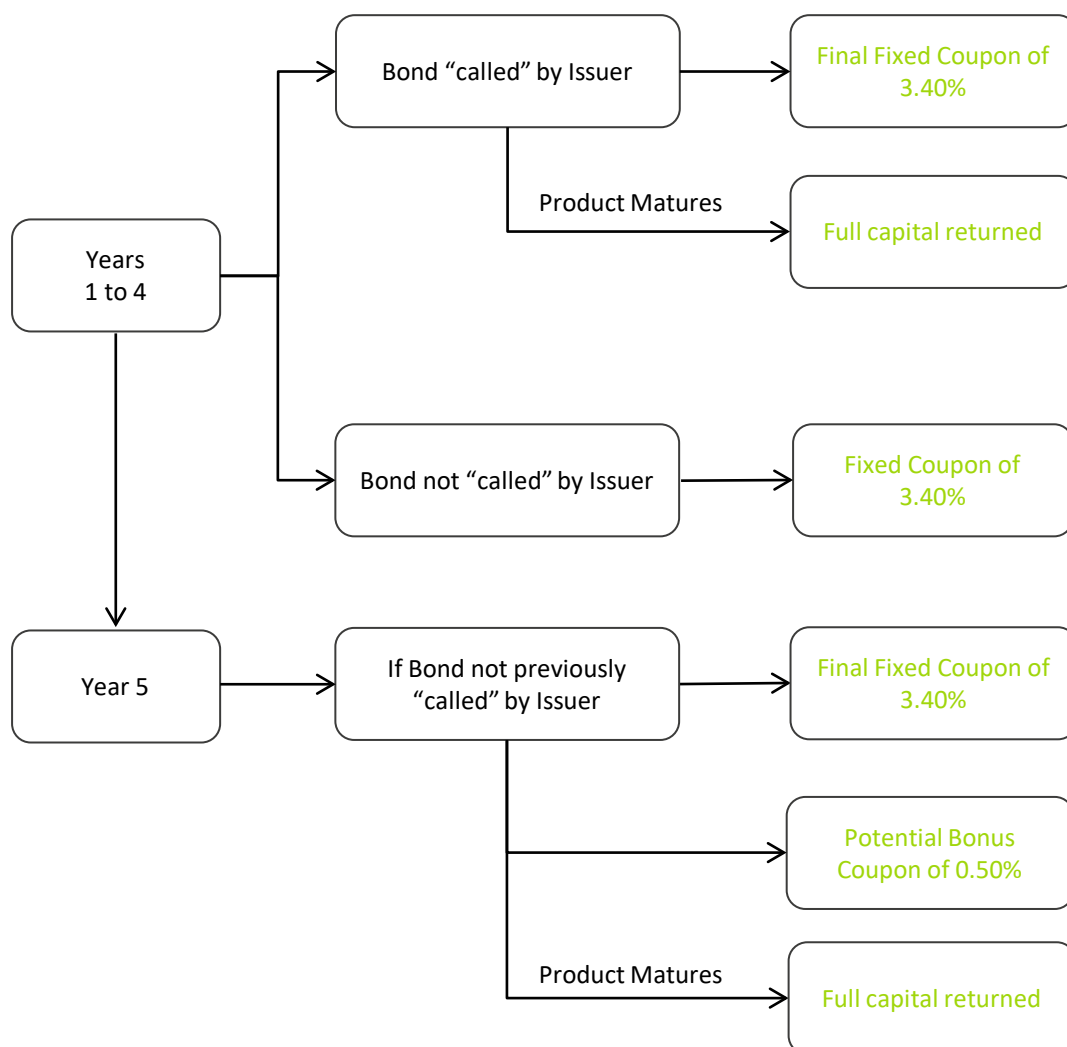 Bond “called” by Issuer
Final Fixed Coupon of
3.40%
Product Matures
Full capital returned
Years
1 to 4
Bond not “called” by Issuer
Fixed Coupon of
3.40%
Year 5
If Bond not previously
“called” by Issuer
Final Fixed Coupon of
3.40%
Potential Bonus
Coupon of 0.50%
Product Matures
Full capital returned